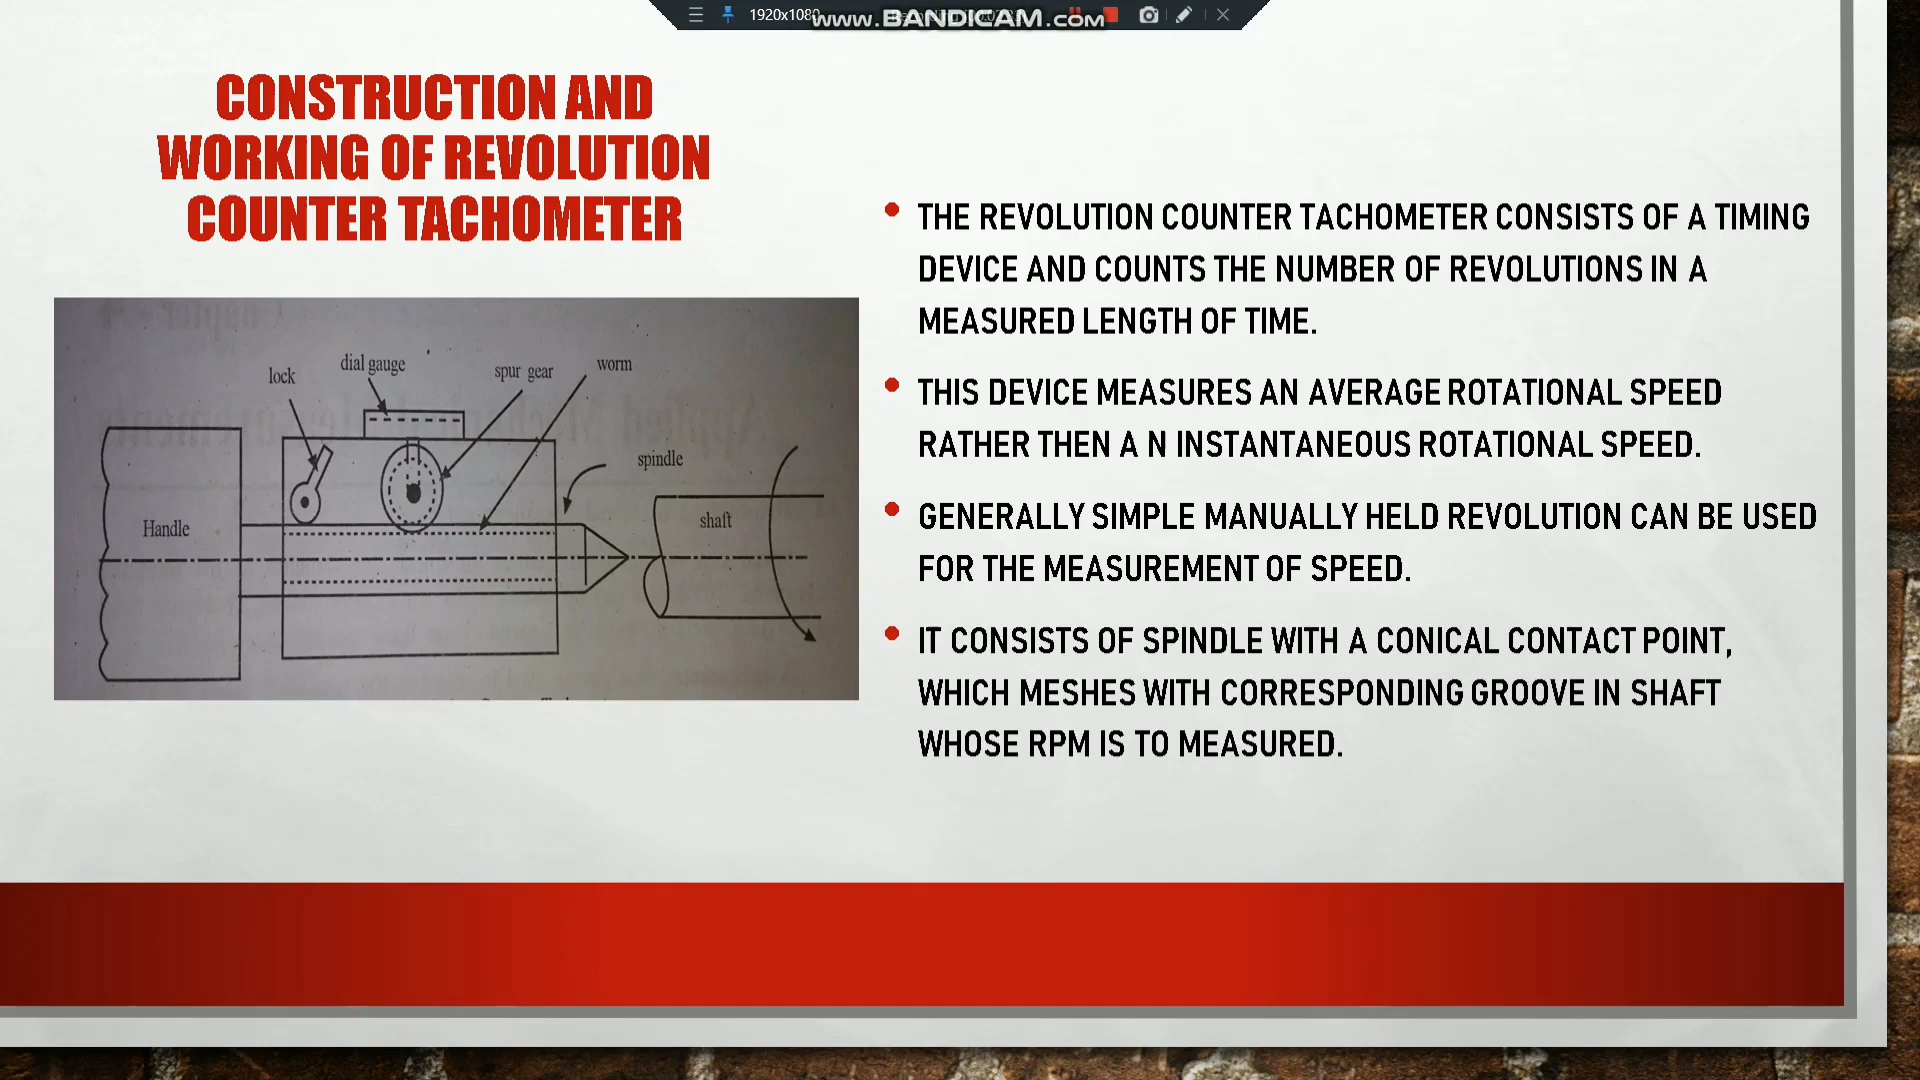 1920x1080
www.BANDICAM.com
CONSTRUCTION AND
WORKING OF REVOLUTION
COUNTER TACHOMETER
lock
dial gauge
spur gear
worm
spindle
Handle
shaft
• THE REVOLUTION COUNTER TACHOMETER CONSISTS OF A TIMING
DEVICE AND COUNTS THE NUMBER OF REVOLUTIONS IN A
MEASURED LENGTH OF TIME.
• THIS DEVICE MEASURES AN AVERAGE ROTATIONAL SPEED
RATHER THEN A N INSTANTANEOUS ROTATIONAL SPEED.
• GENERALLY SIMPLE MANUALLY HELD REVOLUTION CAN BE USED
FOR THE MEASUREMENT OF SPEED.
• IT CONSISTS OF SPINDLE WITH A CONICAL CONTACT POINT,
WHICH MESHES WITH CORRESPONDING GROOVE IN SHAFT
WHOSE RPM IS TO MEASURED.